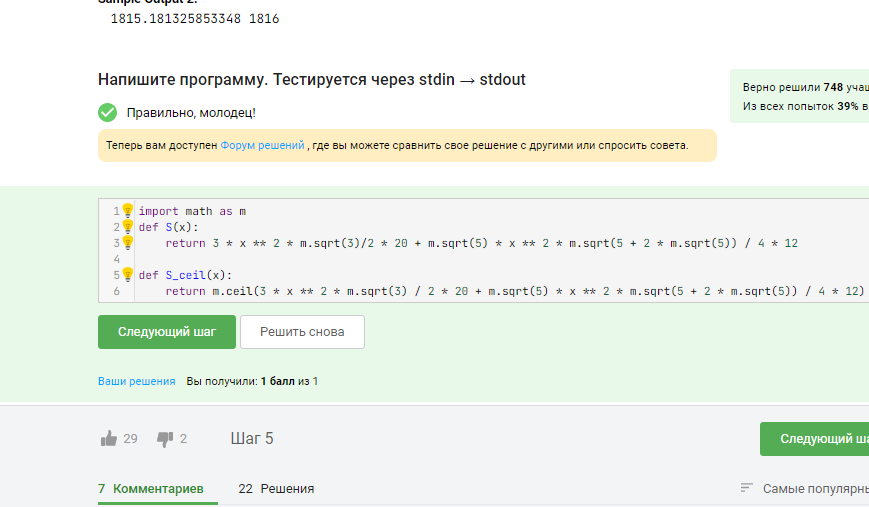 Sample Output 2:
1815.181325853348 1816
Напишите программу. Тестируется через stdin → stdout
Верно решили 748 учащ
Из всех попыток 39% в
Правильно, молодец!
Теперь вам доступен Форум решений , где вы можете сравнить свое решение с другими или спросить совета.
1 import math as m
2 def S(x):
3     return 3 * x ** 2 * m.sqrt(3)/2 * 20 + m.sqrt(5) * x ** 2 * m.sqrt(5 + 2 * m.sqrt(5)) / 4 * 12
4
5 def S_ceil(x):
6     return m.ceil(3 * x ** 2 * m.sqrt(3) / 2 * 20 + m.sqrt(5) * x ** 2 * m.sqrt(5 + 2 * m.sqrt(5)) / 4 * 12)
Следующий шаг Решить снова
Ваши решения Вы получили: 1 балл из 1
29 2 Шаг 5 Следующий ша
7 Комментариев 22 Решения Самые популярны